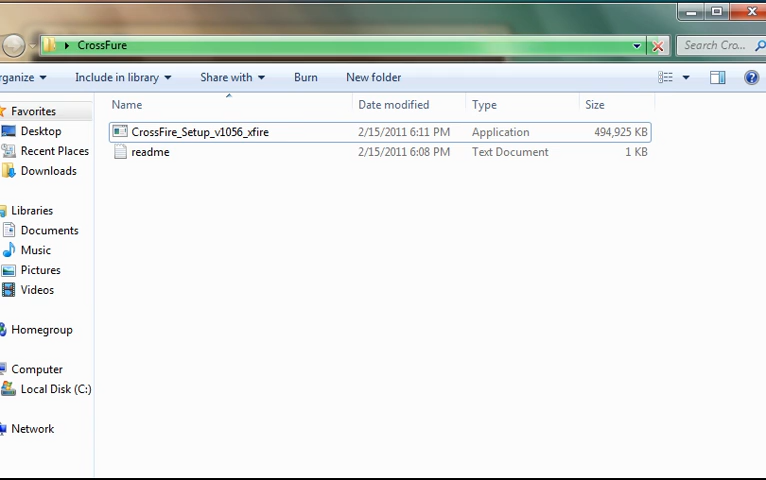 CrossFure
Search Cro...
rganize Include in library Share with Burn New folder
Name Date modified Type Size
CrossFire_Setup_v1056_xfire 2/15/2011 6:11 PM Application 494,925 KB
readme 2/15/2011 6:08 PM Text Document 1 KB
Favorites
Desktop
Recent Places
Downloads
Libraries
Documents
Music
Pictures
Videos
Homegroup
Computer
Local Disk (C:)
Network